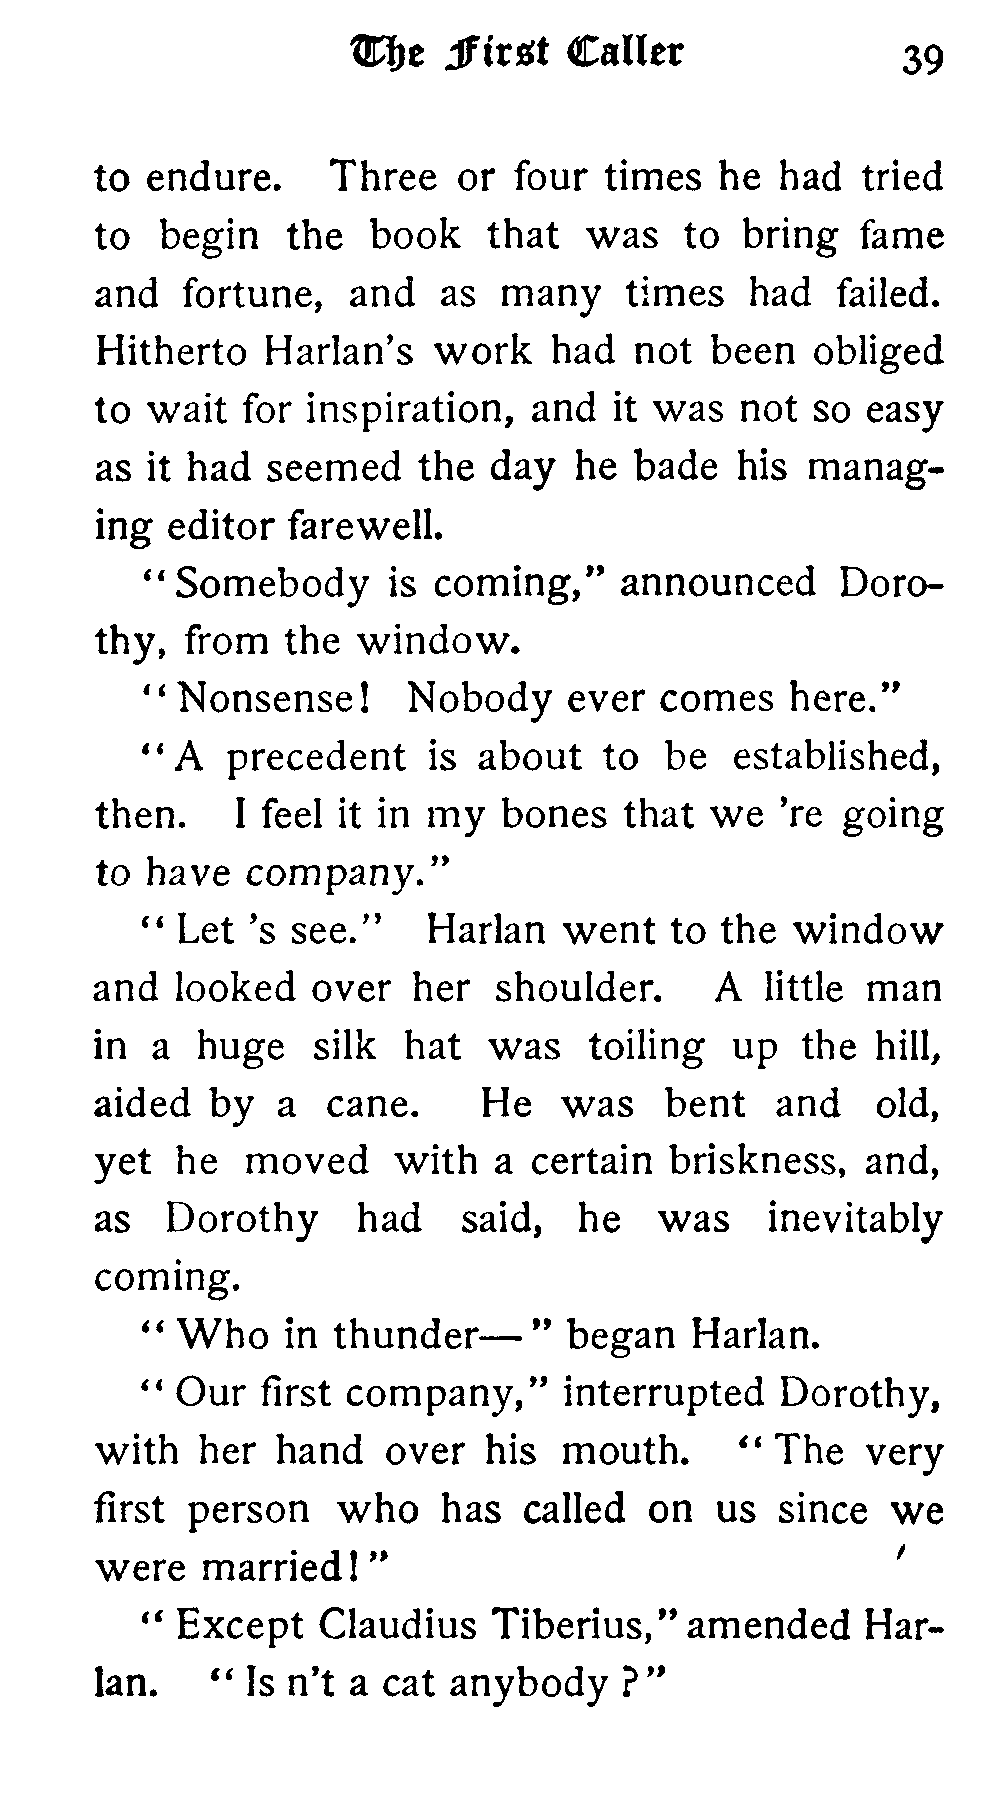 The First Caller 39
to endure. Three or four times he had tried
to begin the book that was to bring fame
and fortune, and as many times had failed.
Hitherto Harlan's work had not been obliged
to wait for inspiration, and it was not so easy
as it had seemed the day he bade his manag-
ing editor farewell.
"Somebody is coming," announced Doro-
thy, from the window.
"Nonsense! Nobody ever comes here."
"A precedent is about to be established,
then. I feel it in my bones that we 're going
to have company."
"Let 's see." Harlan went to the window
and looked over her shoulder. A little man
in a huge silk hat was toiling up the hill,
aided by a cane. He was bent and old,
yet he moved with a certain briskness, and,
as Dorothy had said, he was inevitably
coming.
"Who in thunder—" began Harlan.
"Our first company," interrupted Dorothy,
with her hand over his mouth. "The very
first person who has called on us since we
were married!"
"Except Claudius Tiberius," amended Har-
lan. "Is n't a cat anybody?"